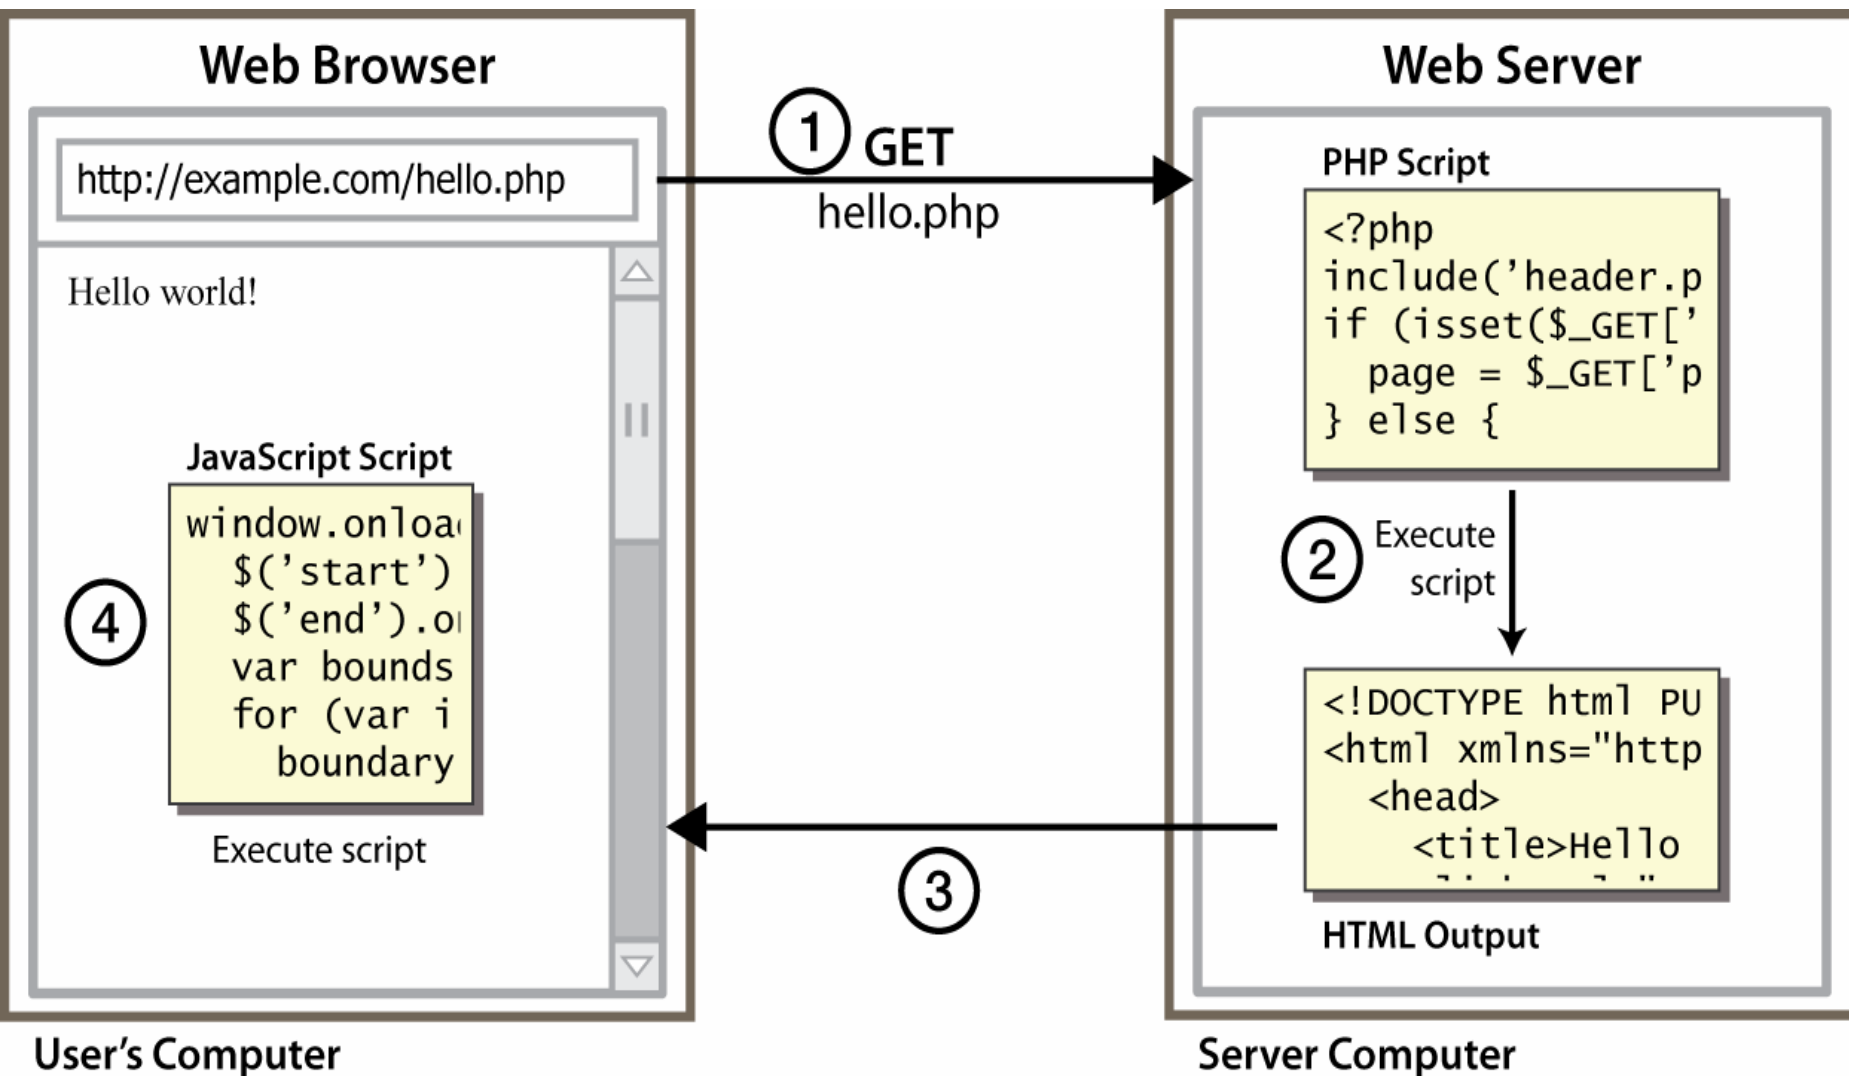 Web Browser
http://example.com/hello.php
Hello world!
JavaScript Script
window.onloa
$('start')
$('end').o
var bounds
for (var i
boundary
4
Execute script
User's Computer
1 GET
hello.php
3
Web Server
PHP Script
<?php
include('header.p
if (isset($_GET['
page = $_GET['p
} else {
2 Execute
script
<!DOCTYPE html PU
<html xmlns="http
<head>
<title>Hello
HTML Output
Server Computer